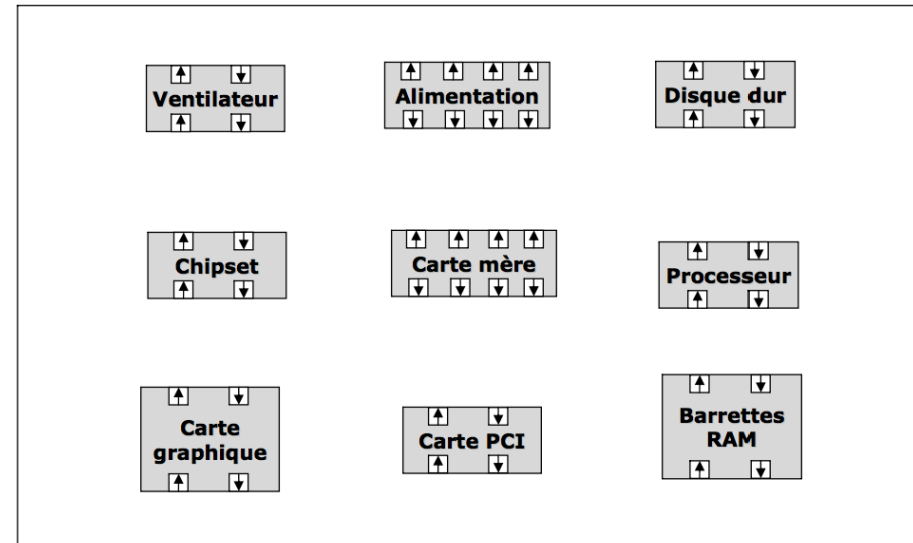 Ventilateur
Alimentation
Disque dur
Chipset
Carte mère
Processeur
Carte
graphique
Carte PCI
Barrettes
RAM